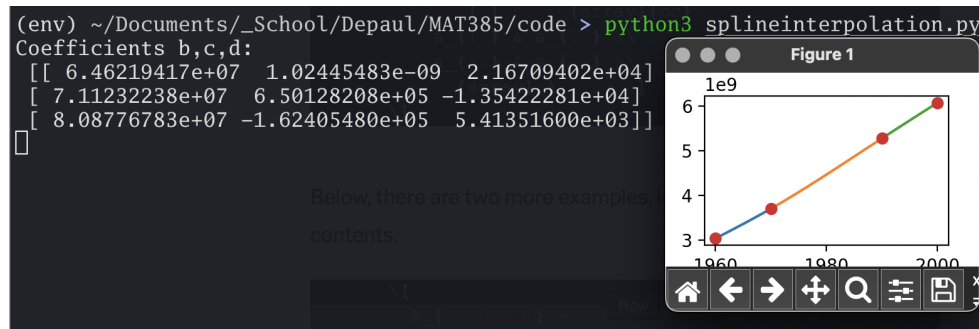 (env) ~/Documents/_School/Depaul/MAT385/code > python3 splineinterpolation.py
Coefficients b,c,d:
[[ 6.46219417e+07 1.02445483e-09 2.16709402e+04]
[ 7.11232238e+07 6.50128208e+05 -1.35422281e+04]
[ 8.08776783e+07 -1.62405480e+05 5.41351600e+03]]
Figure 1
1e9
6
5
4
3
1960 1980 2000
Below, there are two more examples,
contents.
Raw